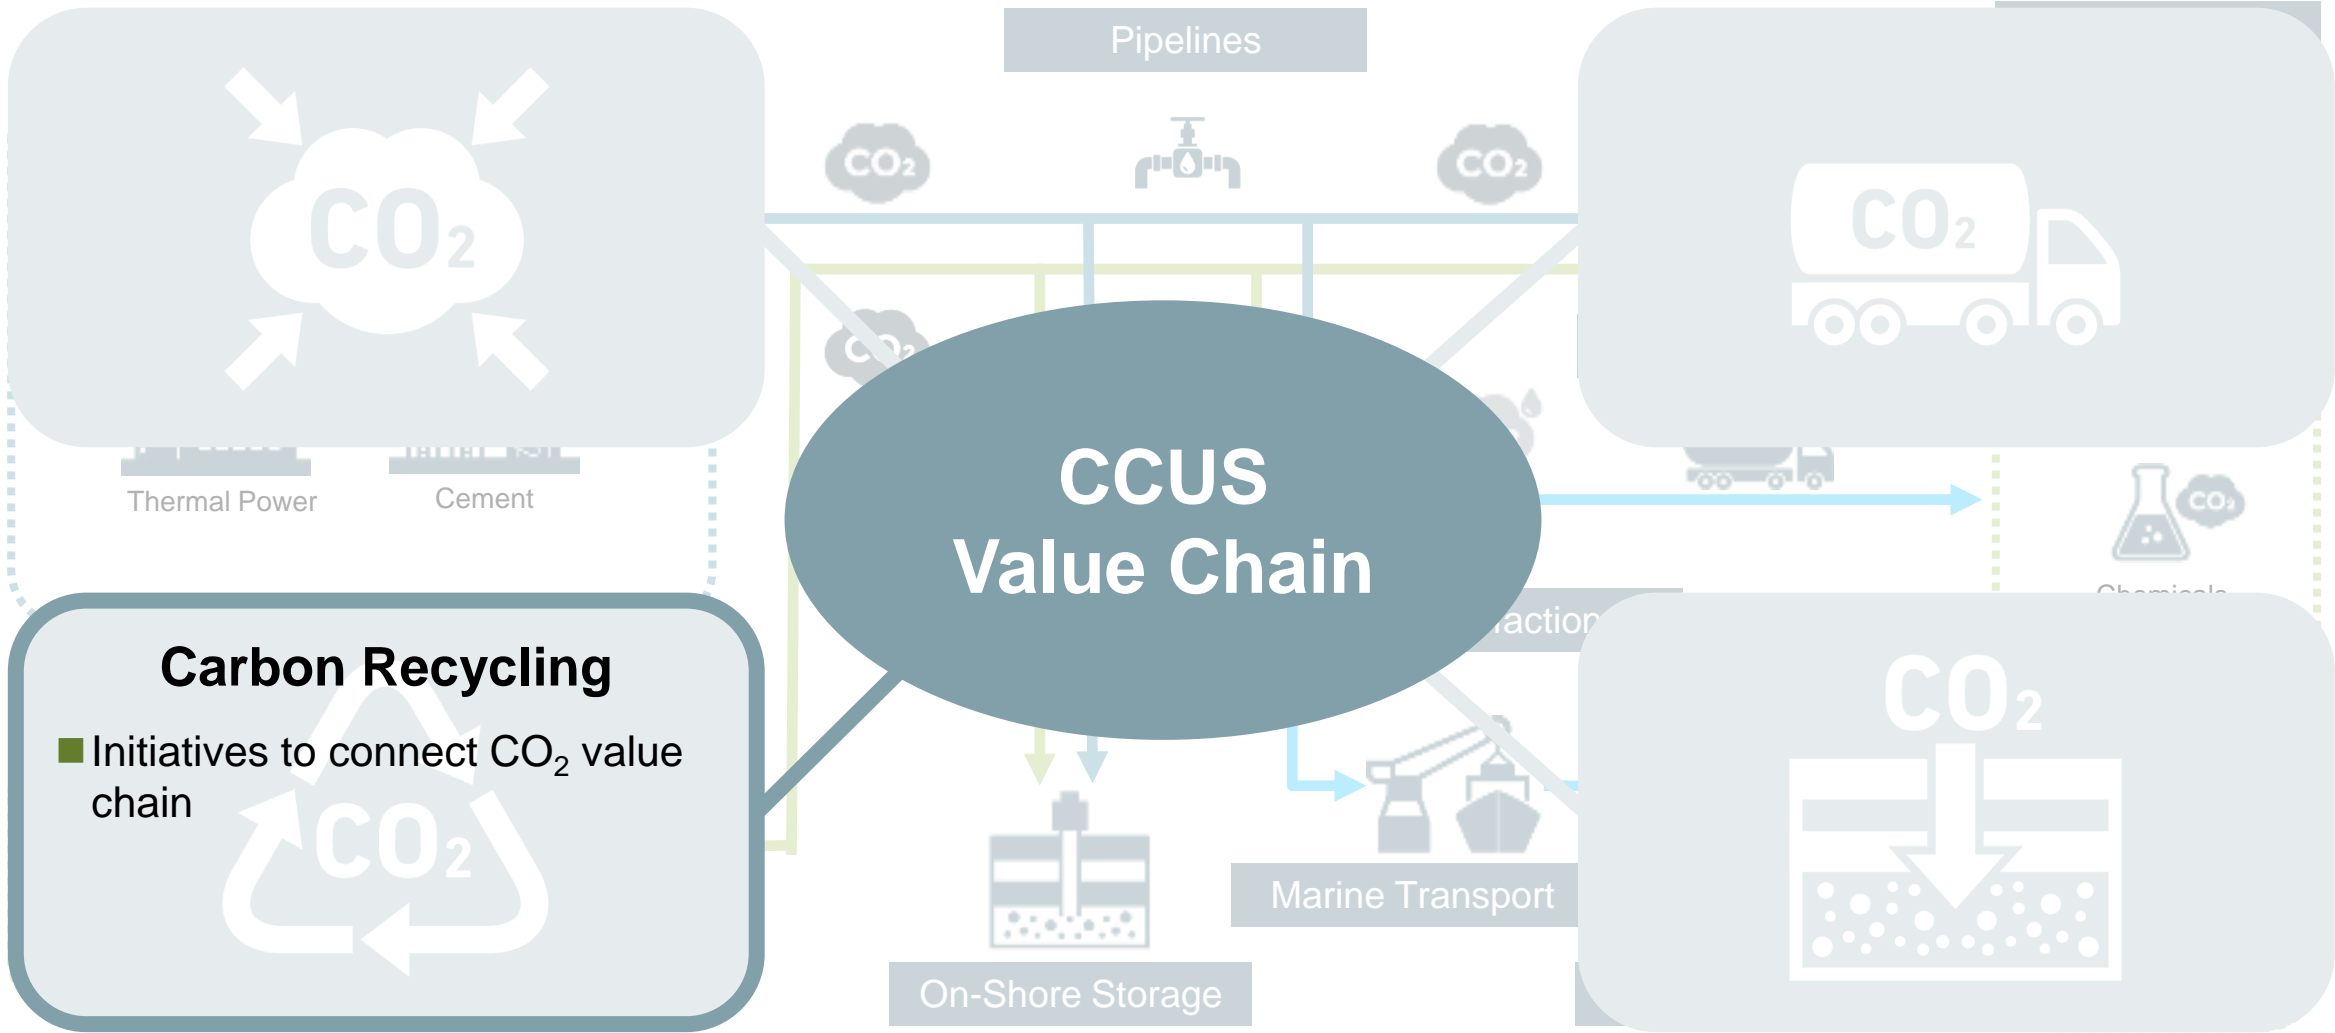 Pipelines
CO2
CO2
CO2
CO2
CO2
CCUS
Value Chain
Thermal Power
Cement
CO2
Carbon Recycling
Initiatives to connect CO2 value
chain
CO2
CO2
Marine Transport
On-Shore Storage